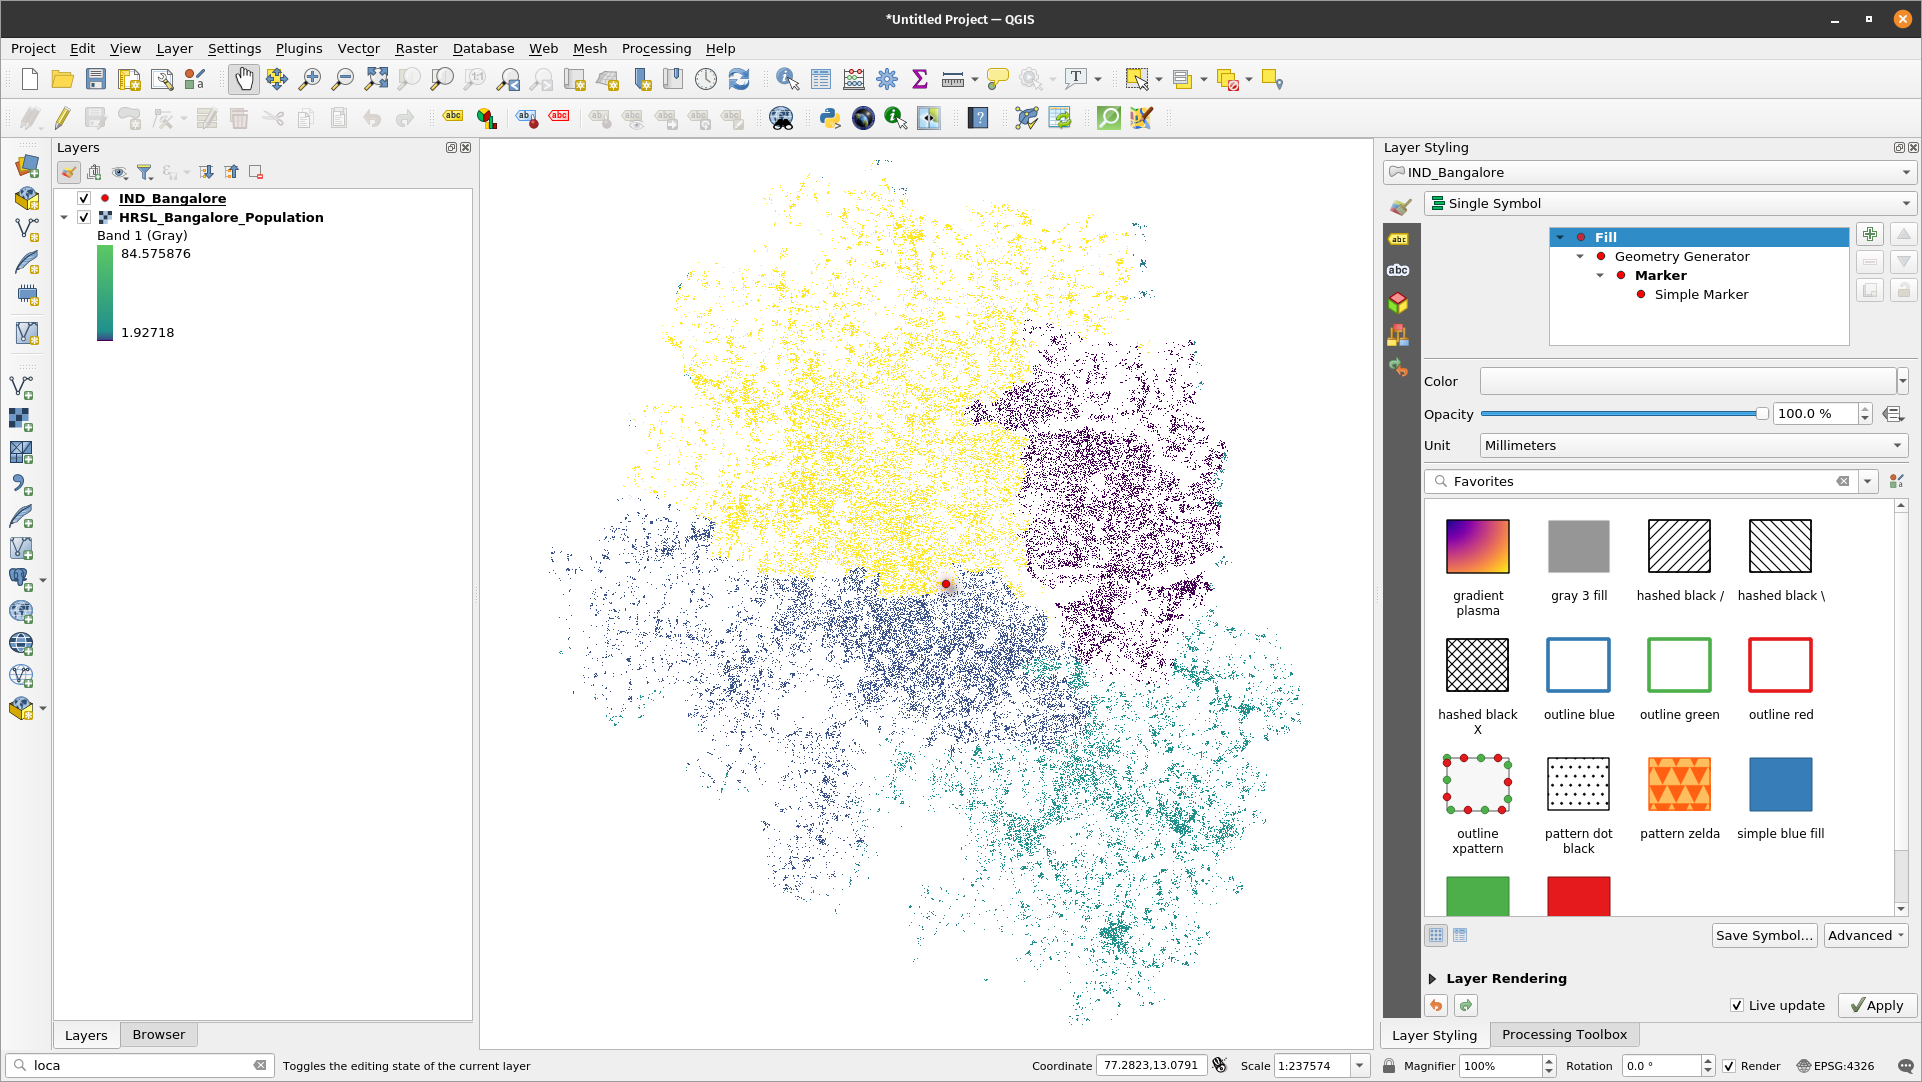 *Untitled Project — QGIS
Project Edit View Layer Settings Plugins Vector Raster Database Web Mesh Processing Help
Layers
IND_Bangalore
HRSL_Bangalore_Population
Band 1 (Gray)
84.575876
1.92718
Layers Browser
Layer Styling
IND_Bangalore
Single Symbol
Fill
Geometry Generator
Marker
Simple Marker
Color
Opacity 100.0 %
Unit Millimeters
Favorites
gradient plasma
gray 3 fill
hashed black /
hashed black \
hashed black X
outline blue
outline green
outline red
outline xpattern
pattern dot black
pattern zelda
simple blue fill
Save Symbol… Advanced
Layer Rendering
Live update Apply
Layer Styling Processing Toolbox
loca
Toggles the editing state of the current layer
Coordinate 77.2823,13.0791 Scale 1:237574 Magnifier 100% Rotation 0.0 ° Render EPSG:4326